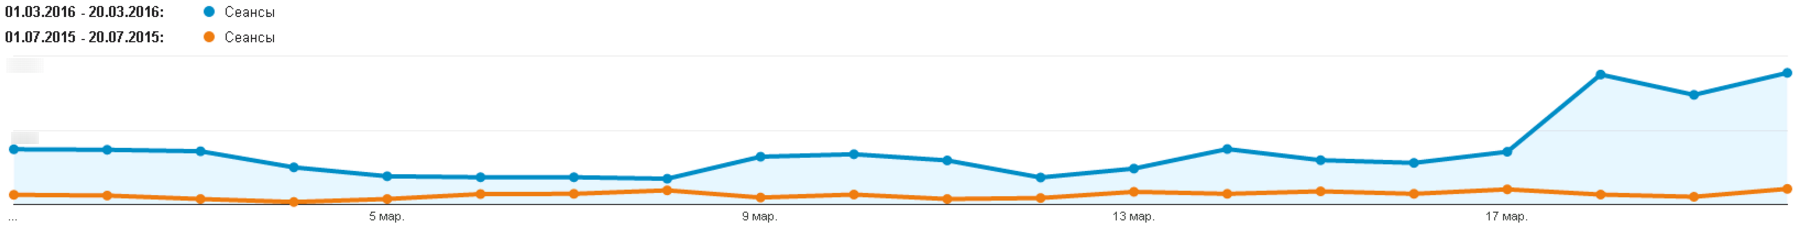 01.03.2016 - 20.03.2016: Сеансы
01.07.2015 - 20.07.2015: Сеансы
... 5 мар. 9 мар. 13 мар. 17 мар.